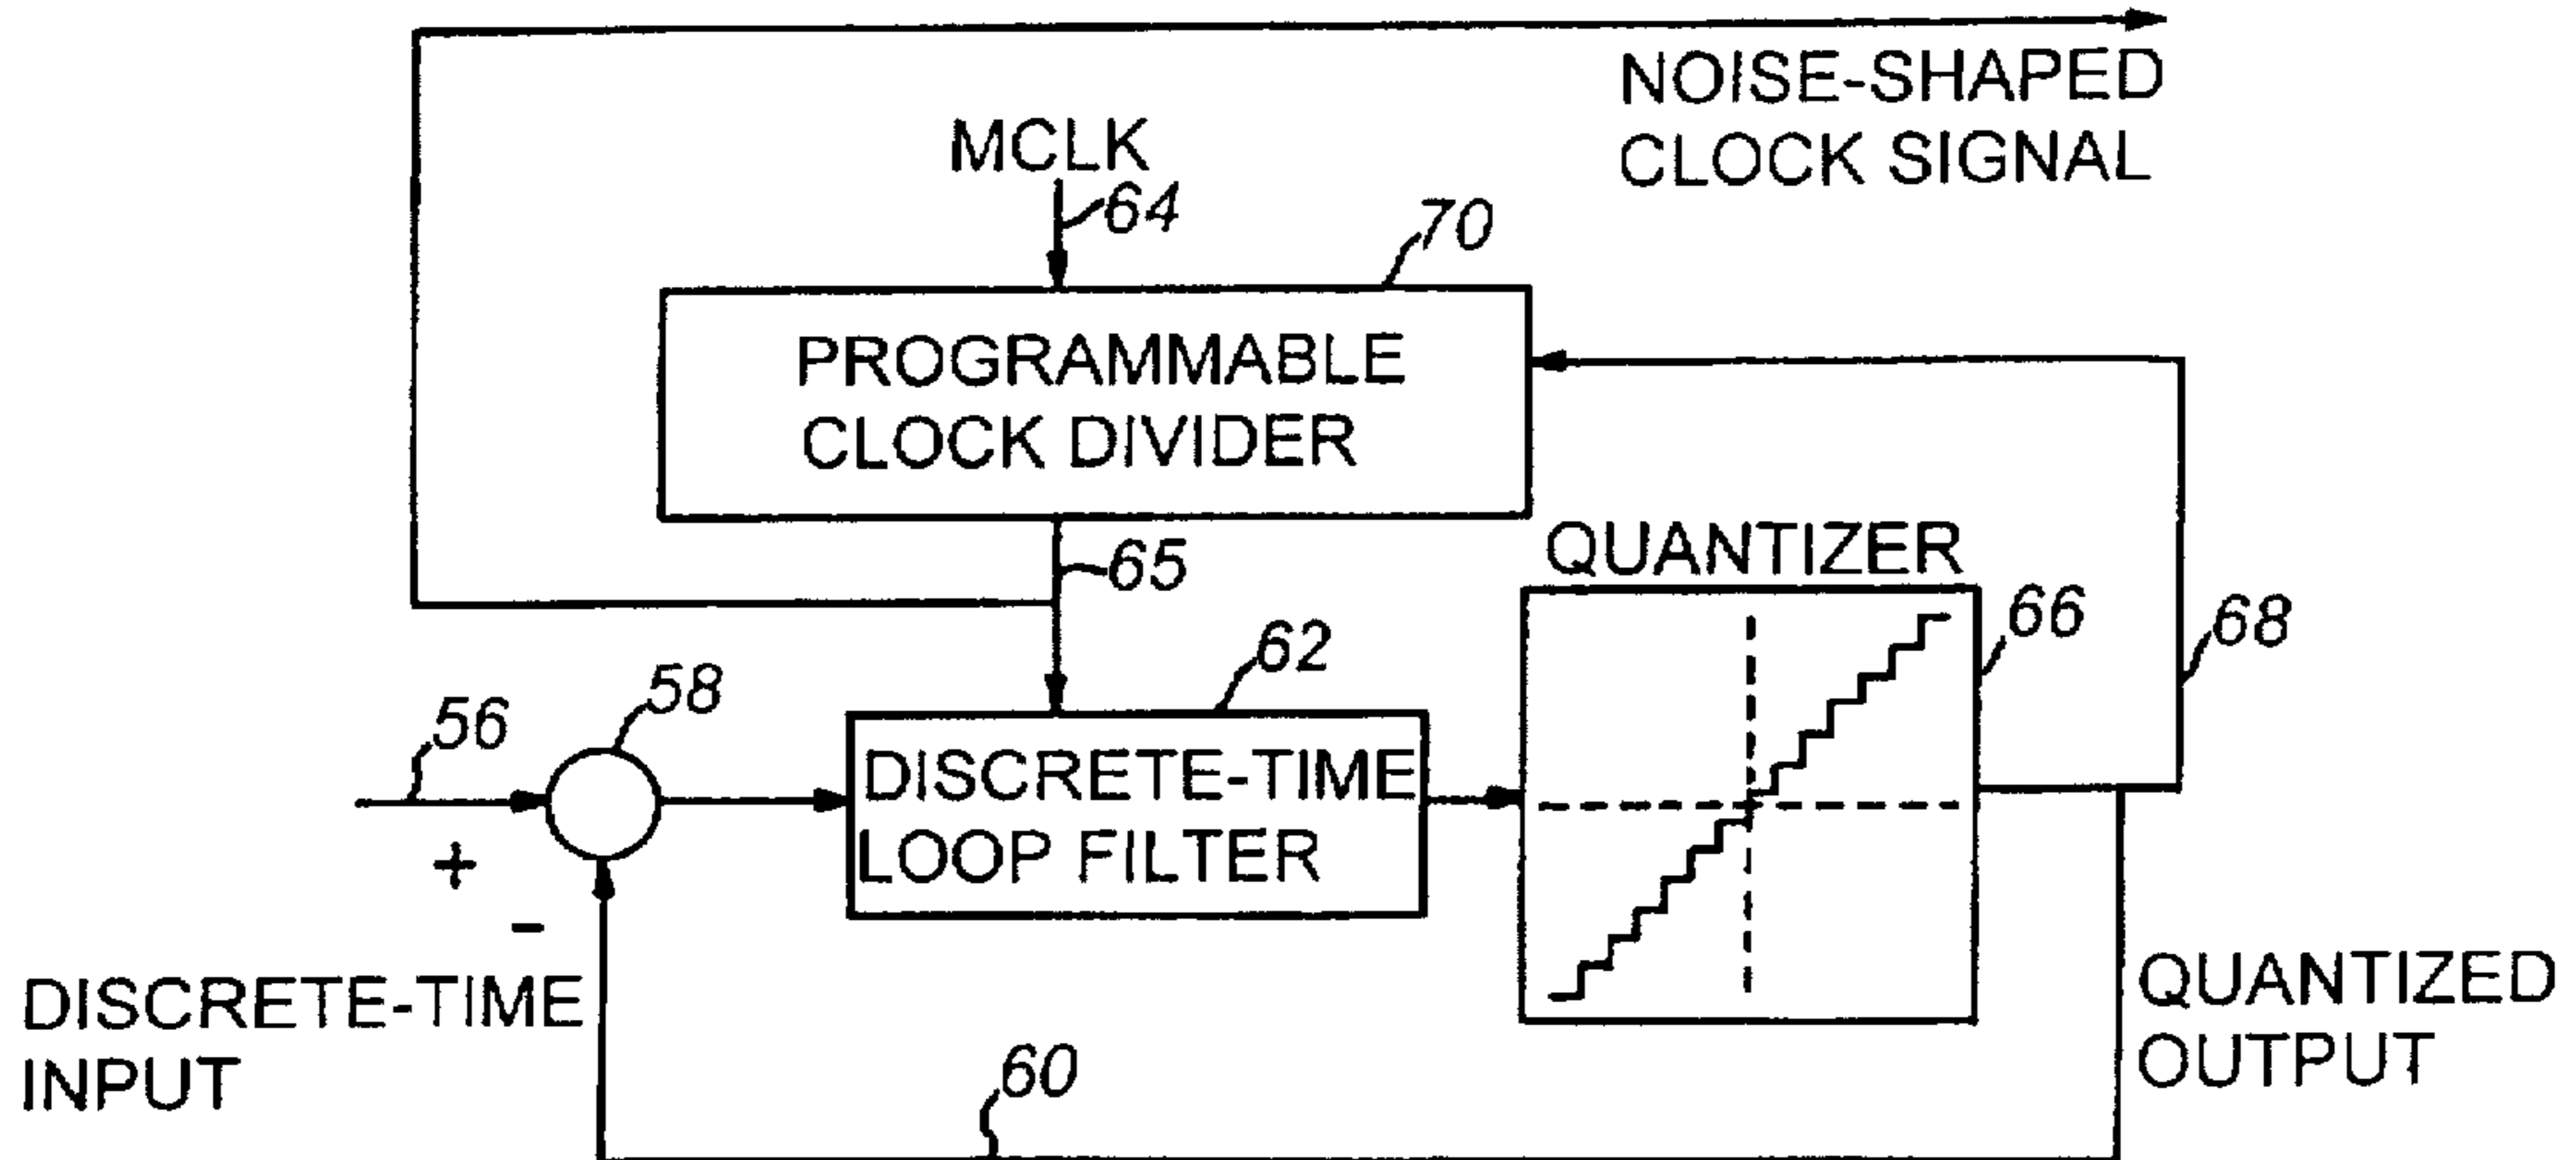 NOISE-SHAPED
CLOCK SIGNAL
MCLK
64
70
PROGRAMMABLE
CLOCK DIVIDER
65
QUANTIZER
66
68
62
58
56
DISCRETE-TIME
LOOP FILTER
+
-
DISCRETE-TIME
INPUT
QUANTIZED
OUTPUT
60